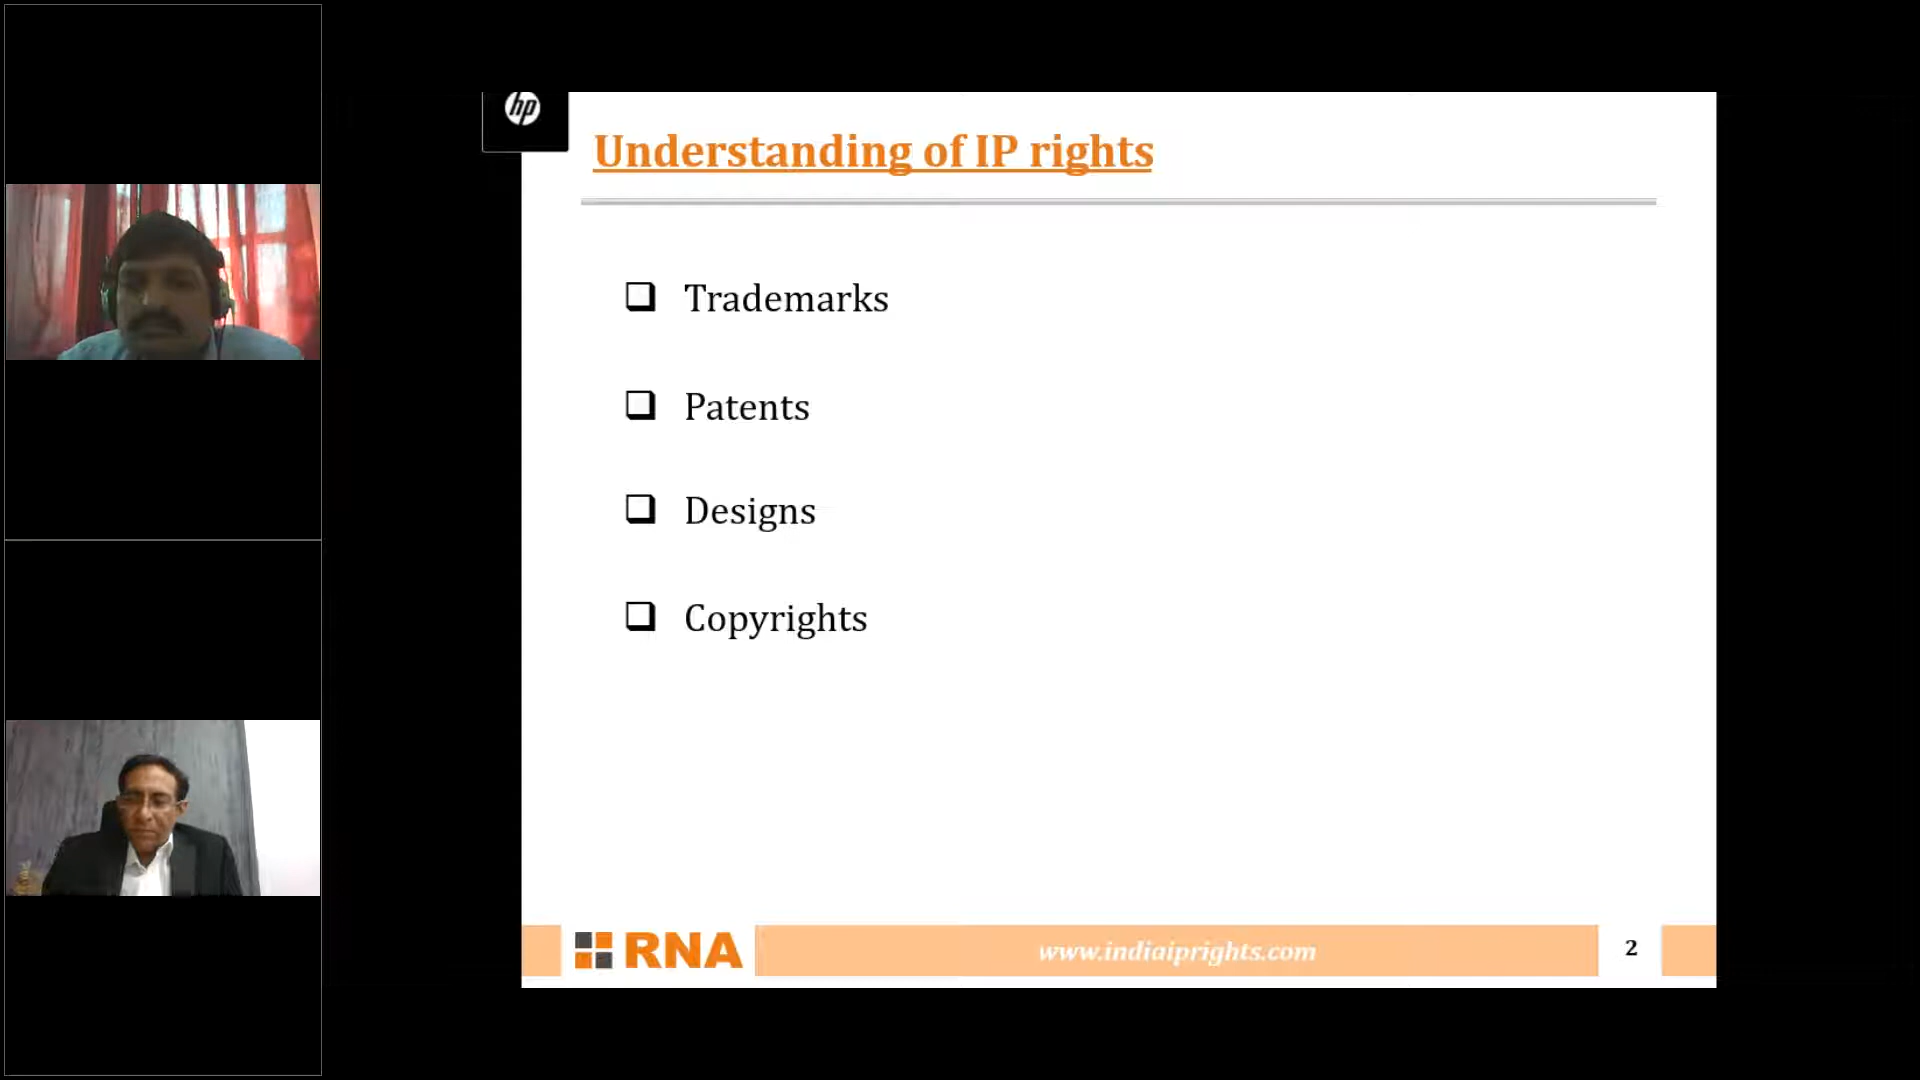 hp
Understanding of IP rights
Trademarks
Patents
Designs
Copyrights
RNA
www.indiaiprights.com
2